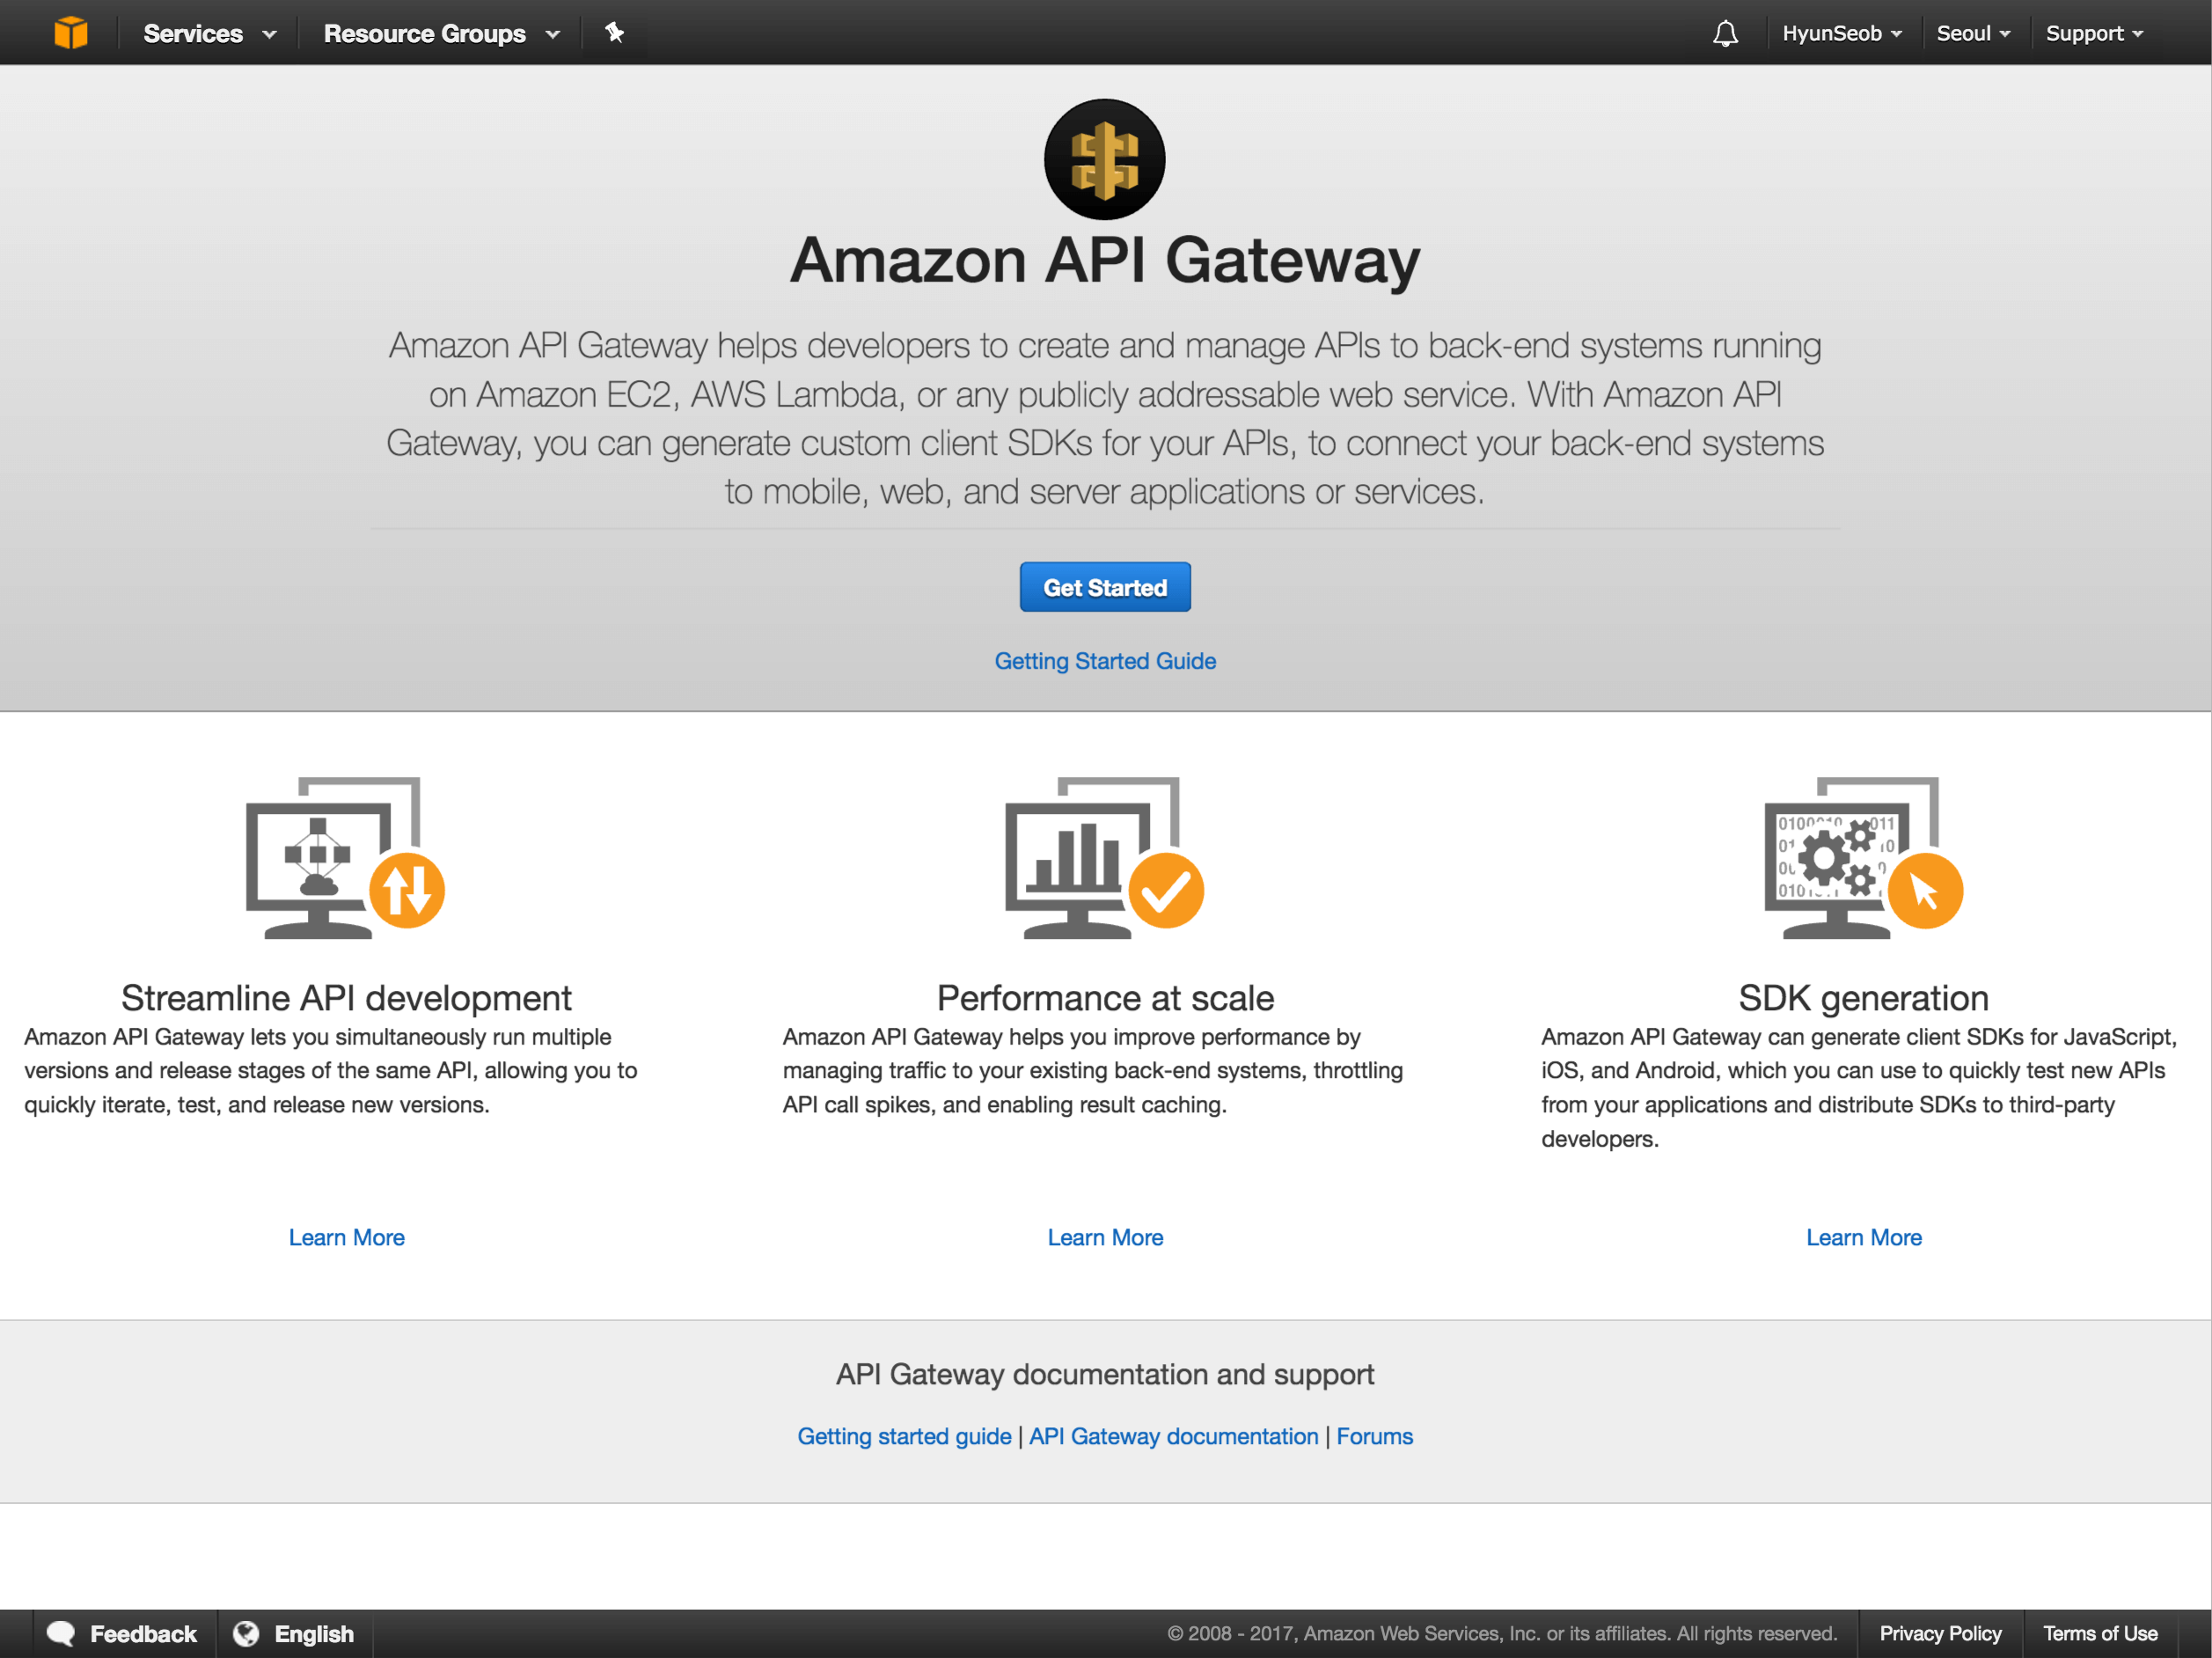 Services
Resource Groups
HyunSeob
Seoul
Support
Amazon API Gateway
Amazon API Gateway helps developers to create and manage APIs to back-end systems running
on Amazon EC2, AWS Lambda, or any publicly addressable web service. With Amazon API
Gateway, you can generate custom client SDKs for your APIs, to connect your back-end systems
to mobile, web, and server applications or services.
Get Started
Getting Started Guide
Streamline API development
Amazon API Gateway lets you simultaneously run multiple
versions and release stages of the same API, allowing you to
quickly iterate, test, and release new versions.
Learn More
Performance at scale
Amazon API Gateway helps you improve performance by
managing traffic to your existing back-end systems, throttling
API call spikes, and enabling result caching.
Learn More
SDK generation
Amazon API Gateway can generate client SDKs for JavaScript,
iOS, and Android, which you can use to quickly test new APIs
from your applications and distribute SDKs to third-party
developers.
Learn More
API Gateway documentation and support
Getting started guide | API Gateway documentation | Forums
Feedback
English
© 2008 - 2017, Amazon Web Services, Inc. or its affiliates. All rights reserved.
Privacy Policy
Terms of Use